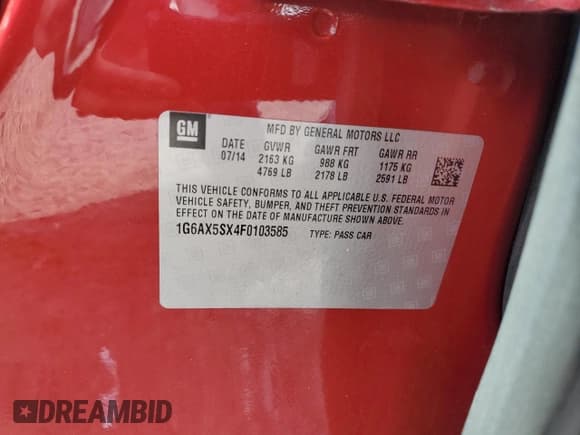 GM
MFD BY GENERAL MOTORS LLC
DATE GVWR GAWR FRT GAWR RR
07/14 2163 KG 988 KG 1175 KG
4769 LB 2178 LB 2591 LB
THIS VEHICLE CONFORMS TO ALL APPLICABLE U.S. FEDERAL MOTOR
VEHICLE SAFETY, BUMPER, AND THEFT PREVENTION STANDARDS IN
EFFECT ON THE DATE OF MANUFACTURE SHOWN ABOVE.
1G6AX5SX4F0103585 TYPE: PASS CAR
DREAMBID